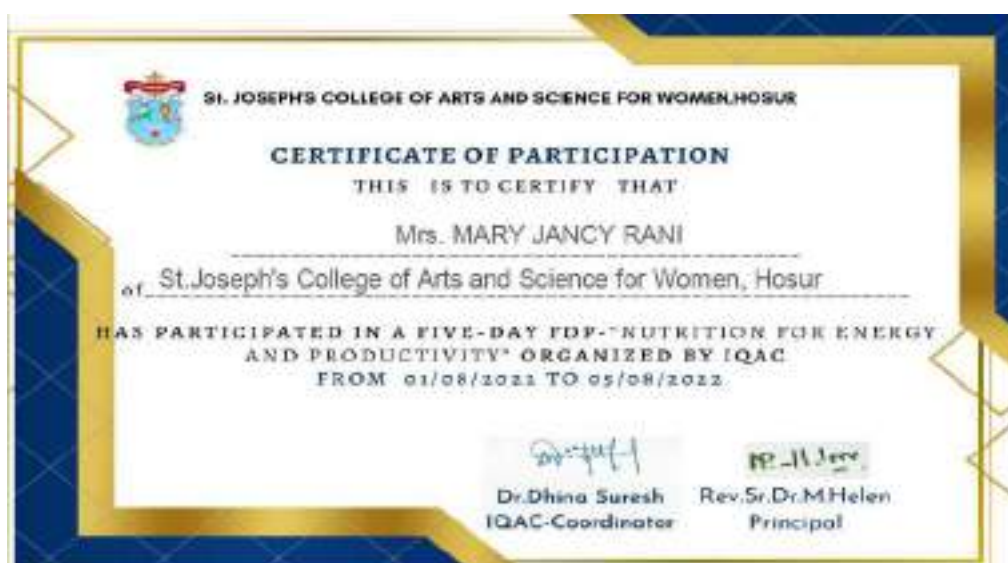 ST. JOSEPH'S COLLEGE OF ARTS AND SCIENCE FOR WOMEN,HOSUR
CERTIFICATE OF PARTICIPATION
THIS IS TO CERTIFY THAT
Mrs. MARY JANCY RANI
of St.Joseph's College of Arts and Science for Women, Hosur
HAS PARTICIPATED IN A FIVE-DAY FDP-"NUTRITION FOR ENERGY
AND PRODUCTIVITY" ORGANIZED BY IQAC
FROM 01/08/2022 TO 05/08/2022
Dr.Dhina Suresh
IQAC-Coordinator
Rev.Sr.Dr.M.Helen
Principal